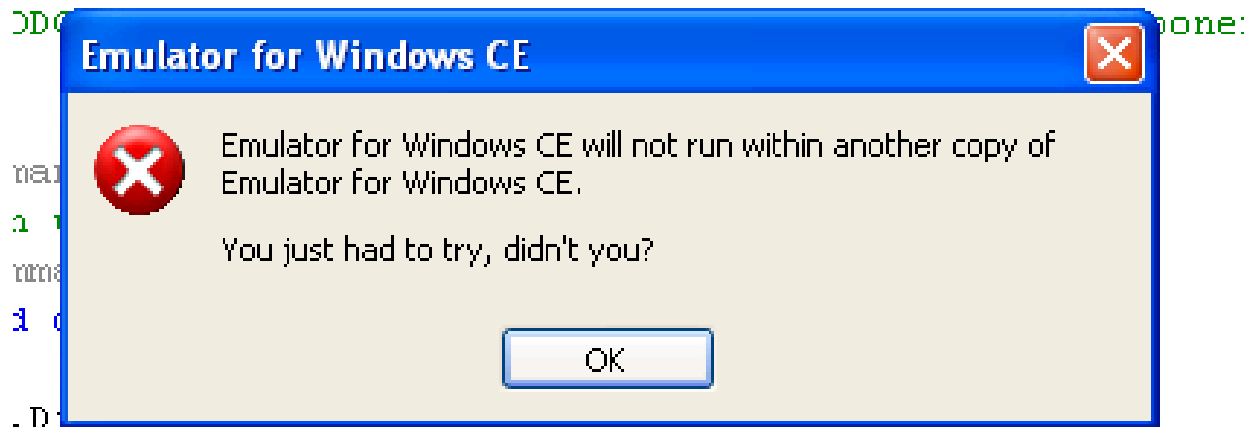 Emulator for Windows CE
Emulator for Windows CE will not run within another copy of
Emulator for Windows CE.
You just had to try, didn't you?
OK